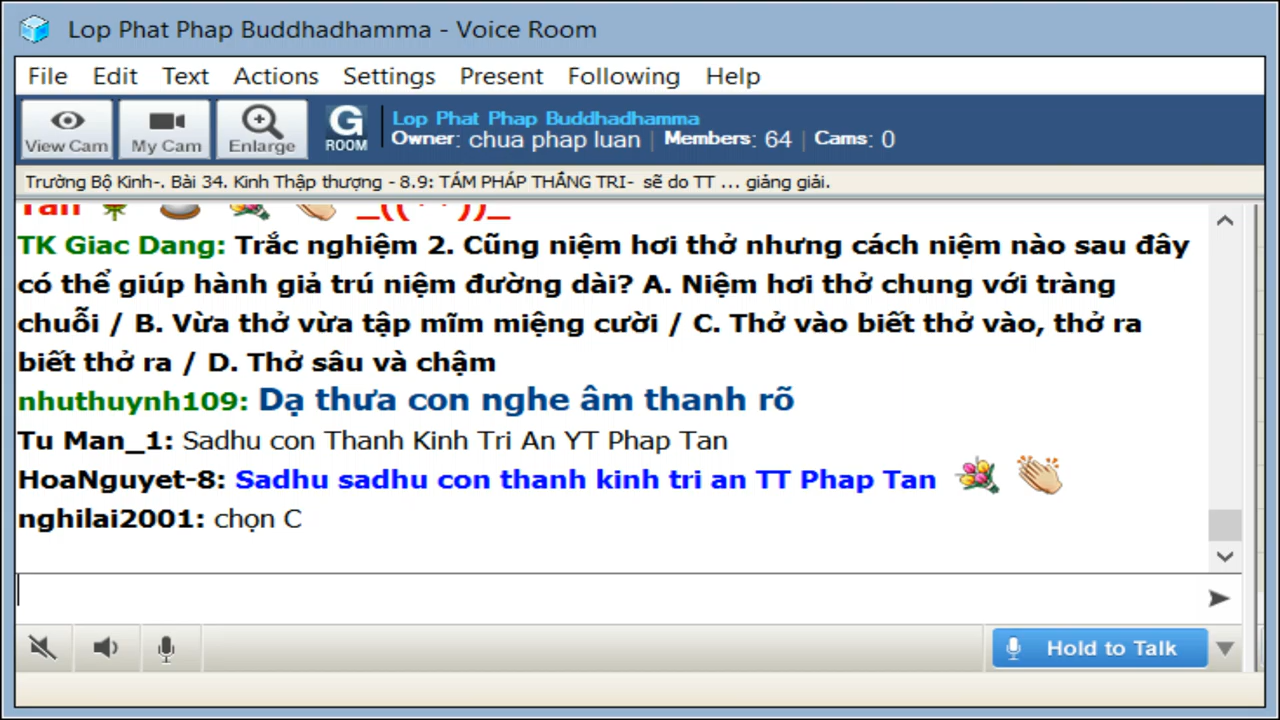 Lop Phat Phap Buddhadhamma - Voice Room
File Edit Text Actions Settings Present Following Help
View Cam My Cam Enlarge G ROOM
Lop Phat Phap Buddhadhamma
Owner: chua phap luan | Members: 64 | Cams: 0
Trường Bộ Kinh-. Bài 34. Kinh Thập thượng - 8.9: TÁM PHÁP THẮNG TRI- sẽ do TT ... giảng giải.
Tan _((**))_
TK Giac Dang: Trắc nghiệm 2. Cũng niệm hơi thở nhưng cách niệm nào sau đây
có thể giúp hành giả trú niệm đường dài? A. Niệm hơi thở chung với tràng
chuỗi / B. Vừa thở vừa tập mĩm miệng cười / C. Thở vào biết thở vào, thở ra
biết thở ra / D. Thở sâu và chậm
nhuthuynh109: Dạ thưa con nghe âm thanh rõ
Tu Man_1: Sadhu con Thanh Kinh Tri An YT Phap Tan
HoaNguyet-8: Sadhu sadhu con thanh kinh tri an TT Phap Tan
nghilai2001: chọn C
Hold to Talk